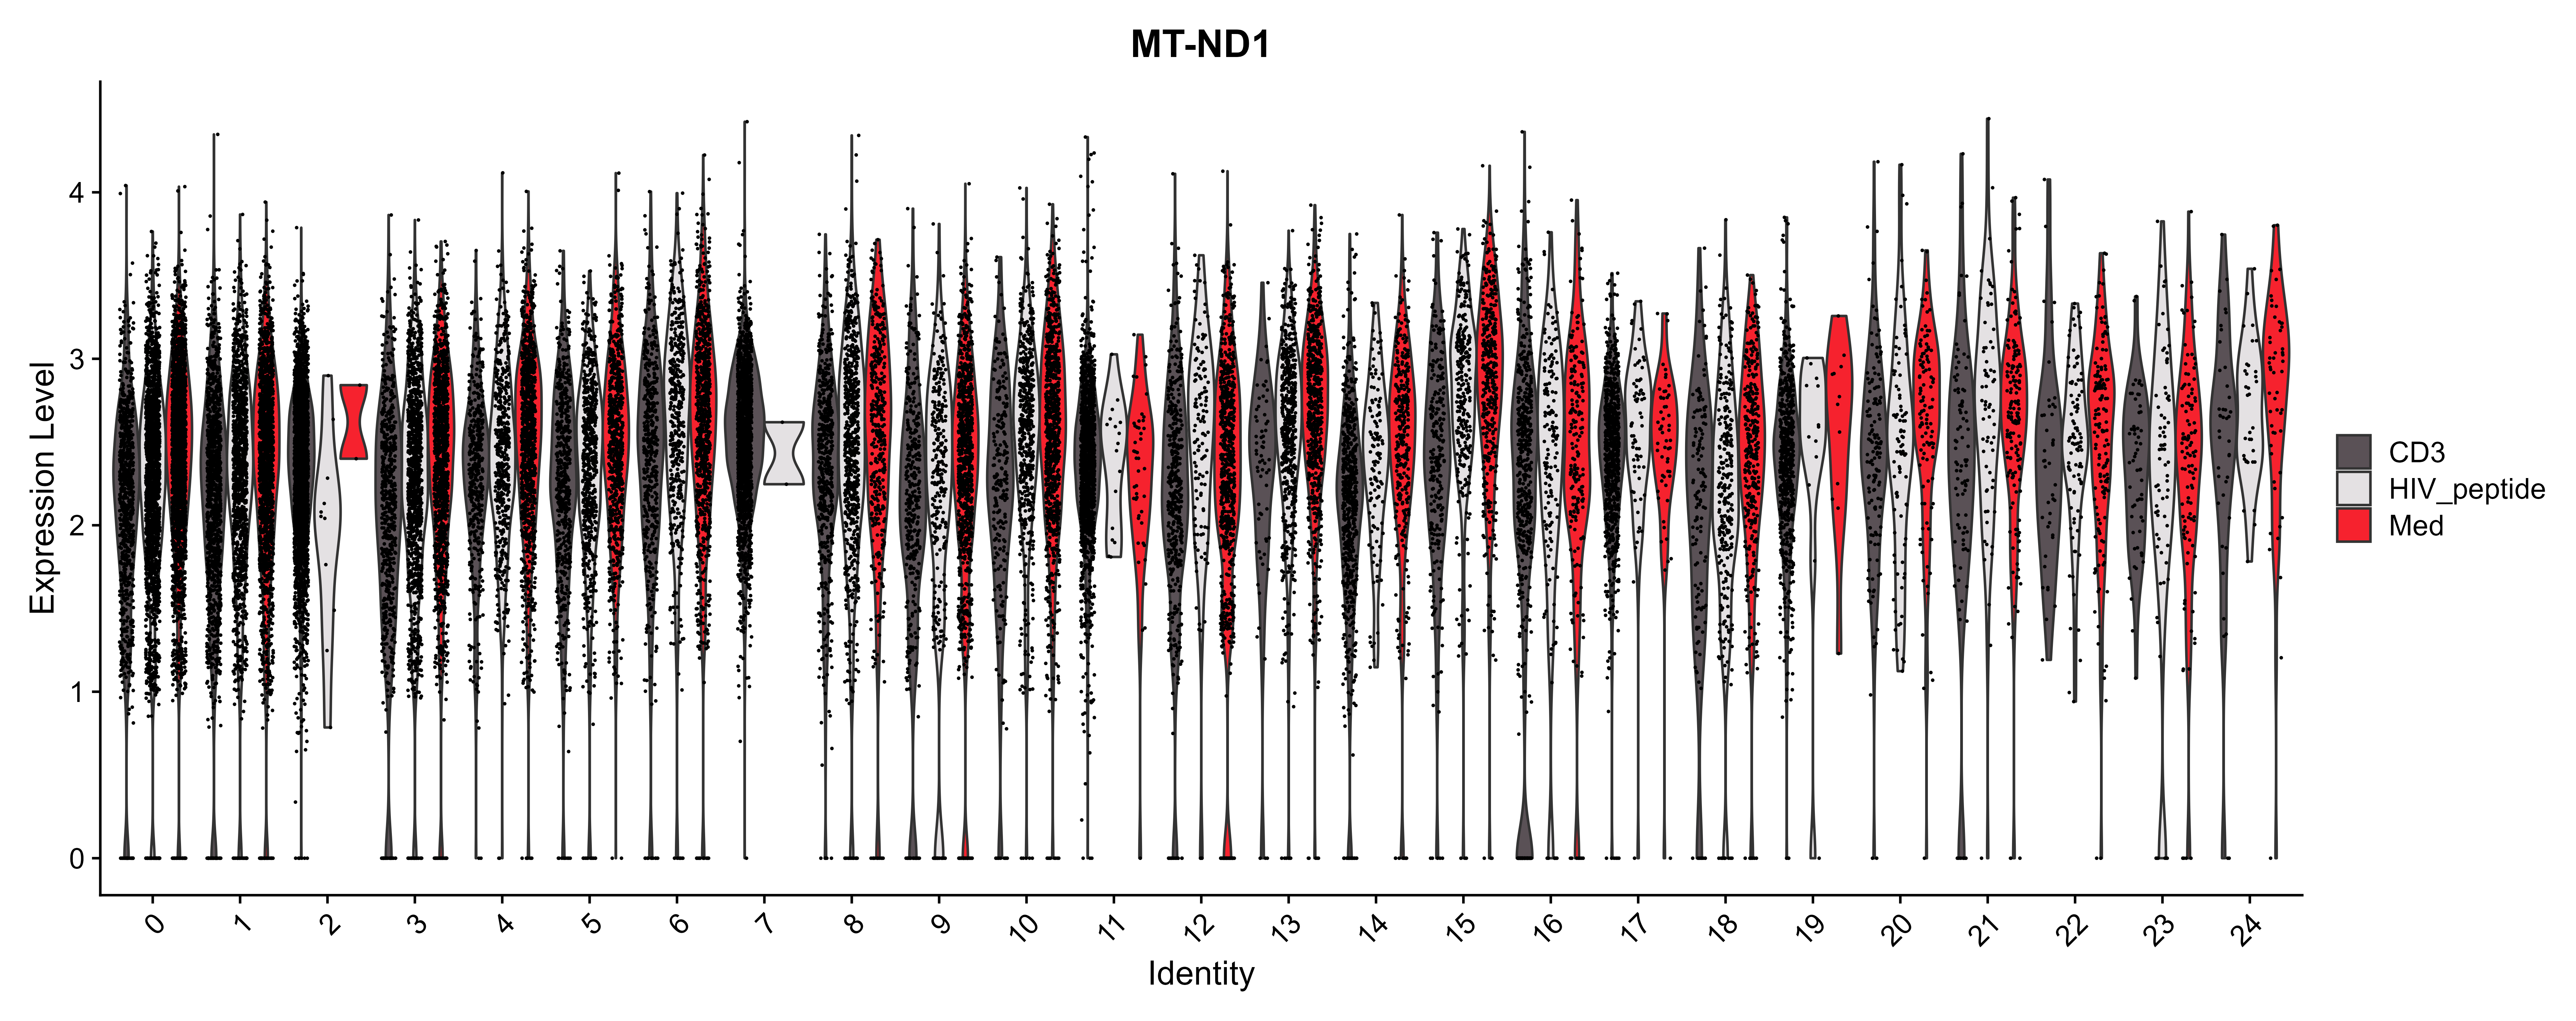 MT-ND1
Expression Level
4
3
2
1
0
0 1 2 3 4 5 6 7 8 9 10 11 12 13 14 15 16 17 18 19 20 21 22 23 24
Identity
CD3
HIV_peptide
Med